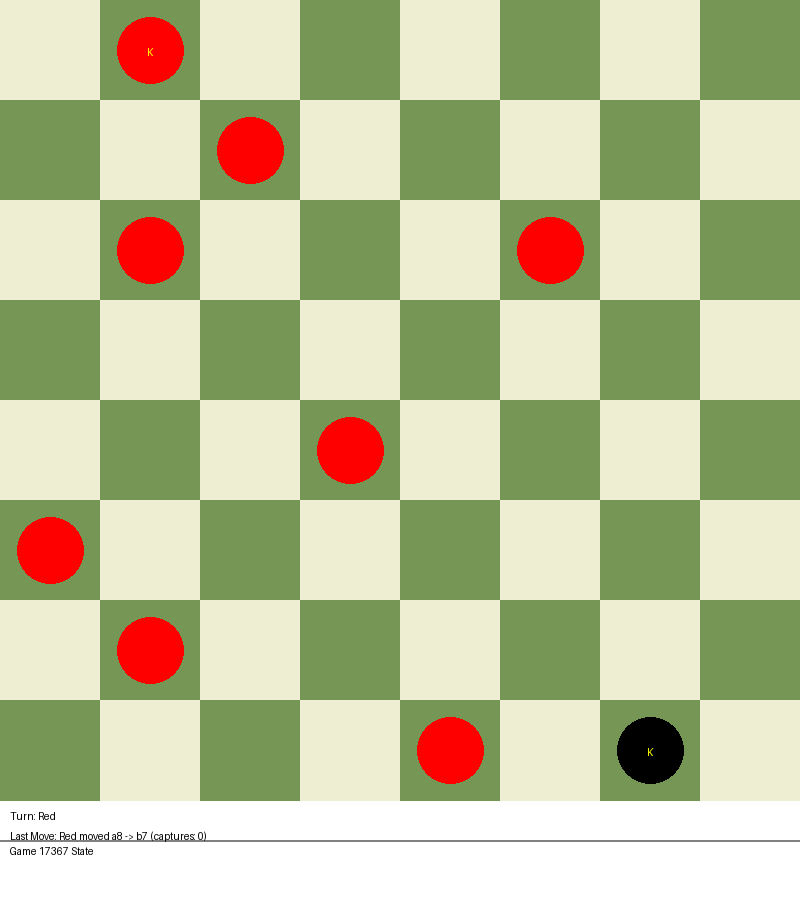 K
K
Turn: Red
Last Move: Red moved a8 -> b7 (captures: 0)
Game 17367 State